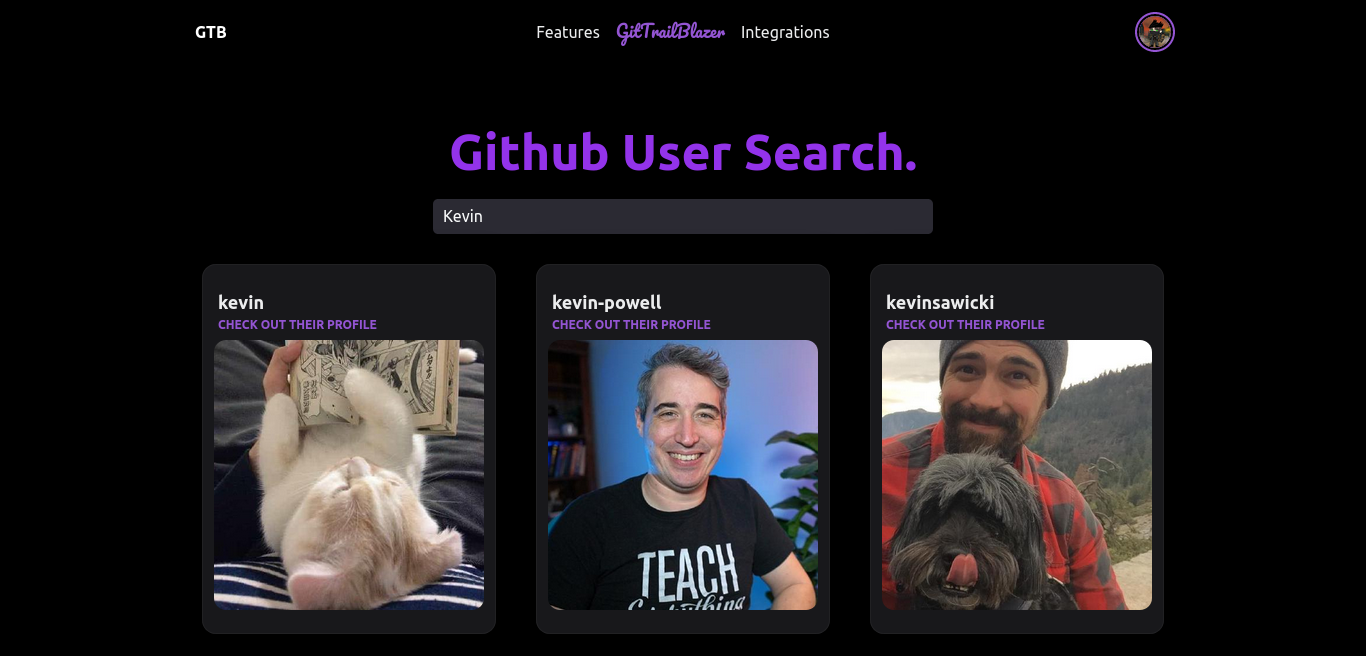 GTB
Features GitTrailBlazer Integrations
Github User Search.
Kevin
kevin
CHECK OUT THEIR PROFILE
kevin-powell
CHECK OUT THEIR PROFILE
TEACH
kevinsawicki
CHECK OUT THEIR PROFILE